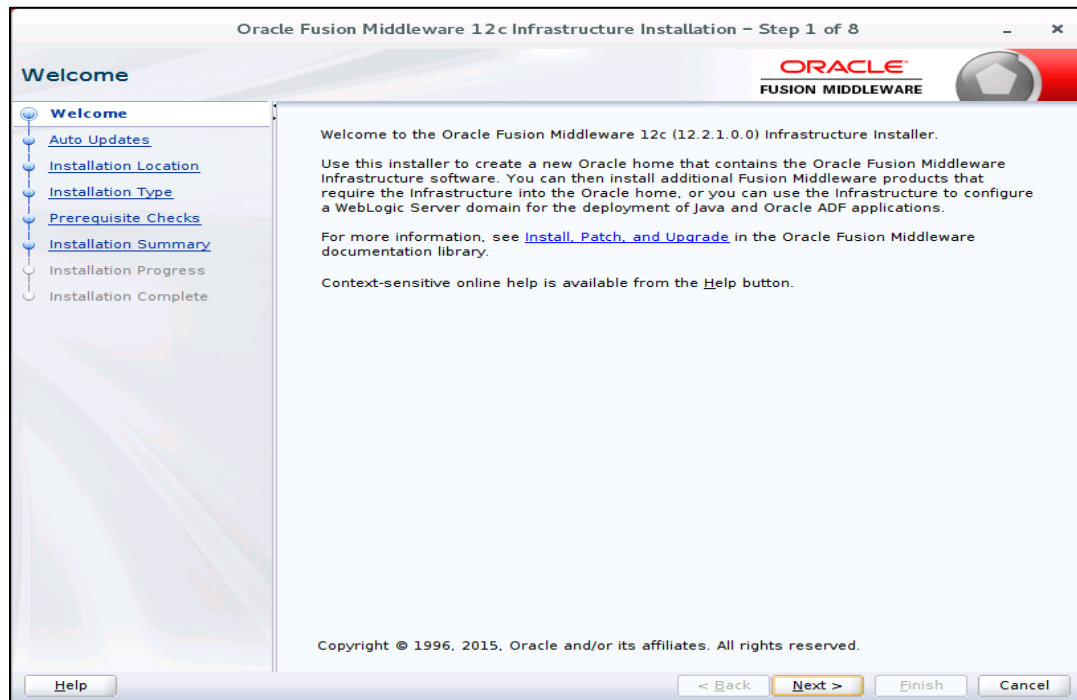 Oracle Fusion Middleware 12c Infrastructure Installation – Step 1 of 8
Welcome
ORACLE
FUSION MIDDLEWARE
Welcome
Auto Updates
Installation Location
Installation Type
Prerequisite Checks
Installation Summary
Installation Progress
Installation Complete
Welcome to the Oracle Fusion Middleware 12c (12.2.1.0.0) Infrastructure Installer.
Use this installer to create a new Oracle home that contains the Oracle Fusion Middleware
Infrastructure software. You can then install additional Fusion Middleware products that
require the Infrastructure into the Oracle home, or you can use the Infrastructure to configure
a WebLogic Server domain for the deployment of Java and Oracle ADF applications.
For more information, see Install, Patch, and Upgrade in the Oracle Fusion Middleware
documentation library.
Context-sensitive online help is available from the Help button.
Copyright © 1996, 2015, Oracle and/or its affiliates. All rights reserved.
Help
< Back
Next >
Finish
Cancel